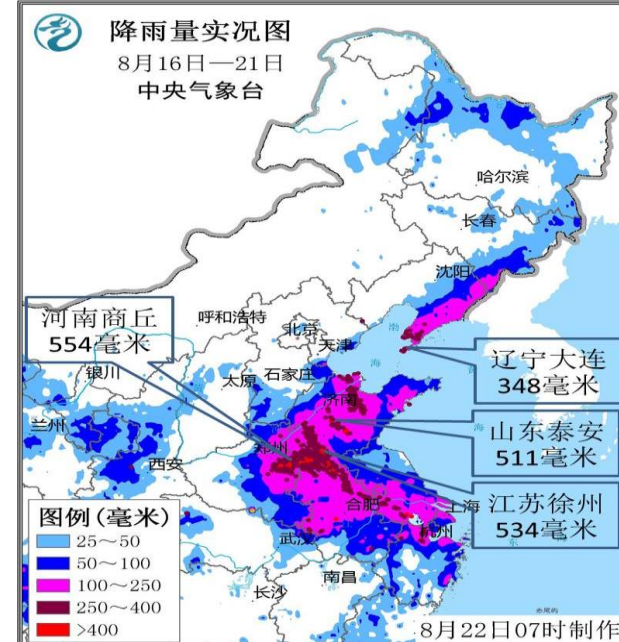 降雨量实况图
8月16日—21日
中央气象台
哈尔滨
长春
沈阳
河南商丘
554毫米
呼和浩特
北京
天津
渤
海
辽宁大连
348毫米
银川
太原
石家庄
济南
山东泰安
511毫米
海
兰州
郑州
西安
江苏徐州
534毫米
合肥
上海
杭州
东
武汉
南昌
长沙
图例(毫米)
25～50
50～100
100～250
250～400
>400
8月22日07时制作